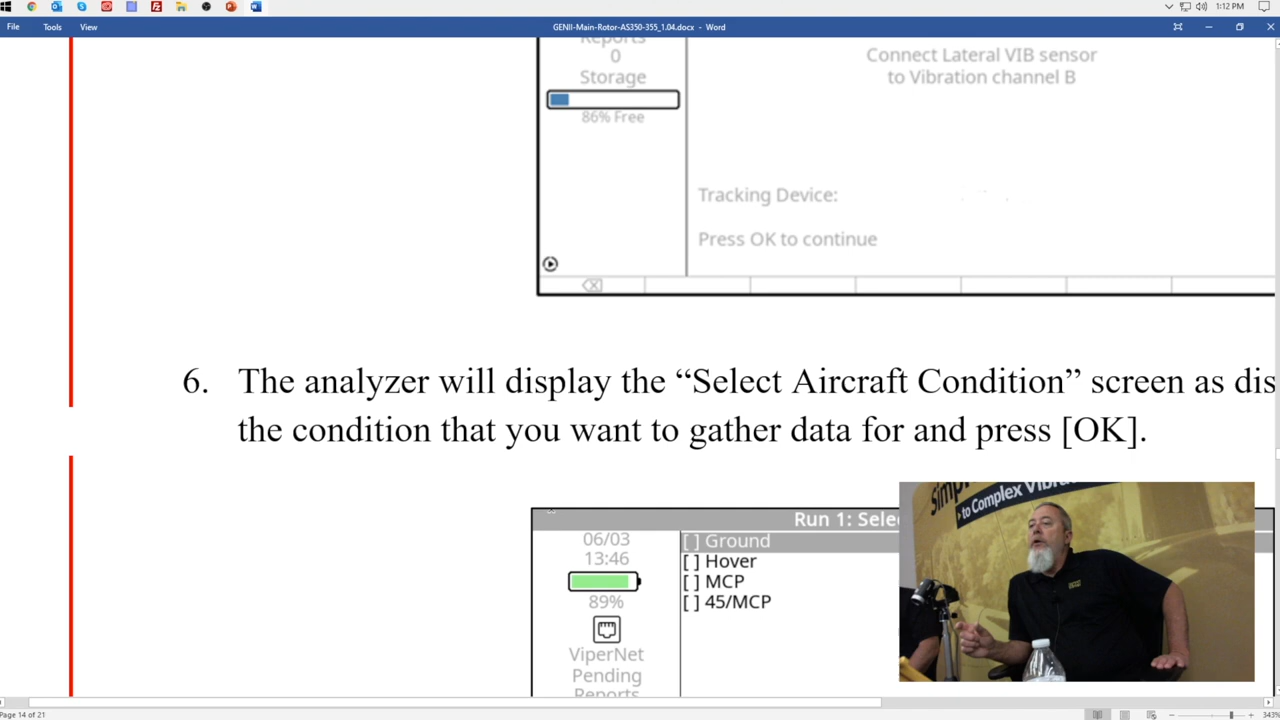 1:12 PM
File
Tools
View
GENII-Main-Rotor-AS350-355_1.04.docx - Word
Reports
0
Storage
86% Free
Connect Lateral VIB sensor
to Vibration channel B
Tracking Device:
Press OK to continue
6. The analyzer will display the “Select Aircraft Condition” screen as dis
the condition that you want to gather data for and press [OK].
Run 1: Sele
06/03
13:46
89%
ViperNet
Pending
Reports
[ ] Ground
[ ] Hover
[ ] MCP
[ ] 45/MCP
Simpl
to Complex Vibra
Page 14 of 21
343%